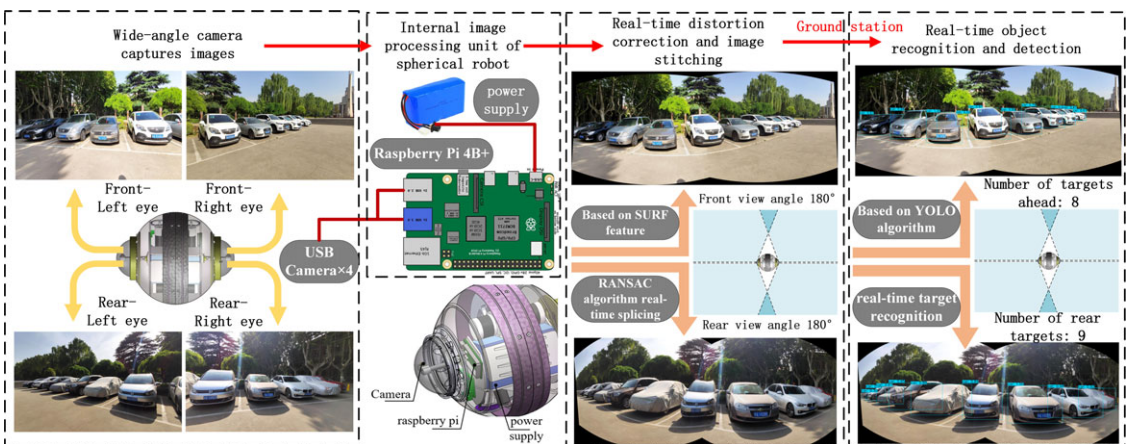 Wide-angle camera
captures images
Front-
Left eye
Front-
Right eye
Rear-
Left eye
Rear-
Right eye
USB
Camera×4
Internal image
processing unit of
spherical robot
power
supply
Raspberry Pi 4B+
Camera
raspberry pi
power
supply
Real-time distortion
correction and image
stitching
Front view angle 180°
Based on SURF
feature
RANSAC
algorithm real-
time splicing
Rear view angle 180°
Ground station
Real-time object
recognition and detection
Number of targets
ahead: 8
Based on YOLO
algorithm
real-time target
recognition
Number of rear
targets: 9